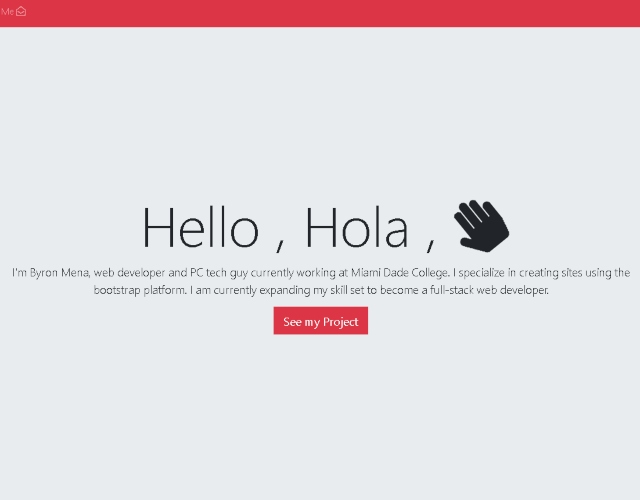 Me
Hello , Hola ,
I'm Byron Mena, web developer and PC tech guy currently working at Miami Dade College. I specialize in creating sites using the
bootstrap platform. I am currently expanding my skill set to become a full-stack web developer.
See my Project